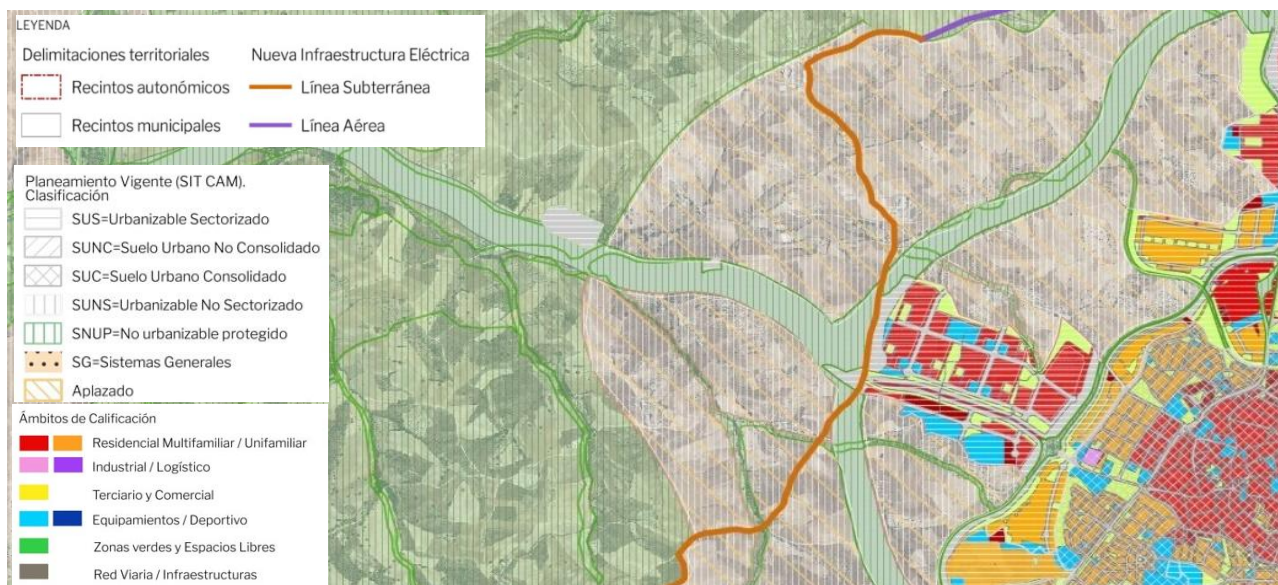 LEYENDA
Delimitaciones territoriales
Recintos autonómicos
Recintos municipales
Nueva Infraestructura Eléctrica
Línea Subterránea
Línea Aérea
Planeamiento Vigente (SIT CAM).
Clasificación
SUS=Urbanizable Sectorizado
SUNC=Suelo Urbano No Consolidado
SUC=Suelo Urbano Consolidado
SUNS=Urbanizable No Sectorizado
SNUP=No urbanizable protegido
SG=Sistemas Generales
Aplazado
Ámbitos de Calificación
Residencial Multifamiliar / Unifamiliar
Industrial / Logístico
Terciario y Comercial
Equipamientos / Deportivo
Zonas verdes y Espacios Libres
Red Viaria / Infraestructuras